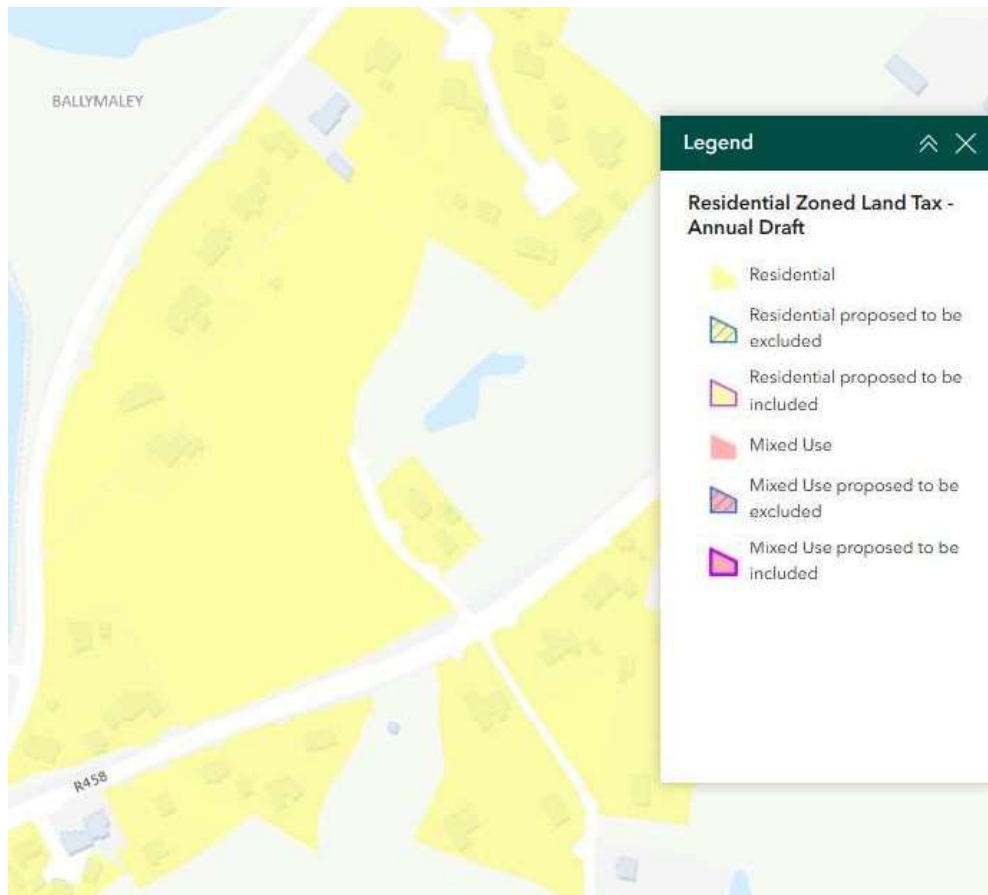 BALLYMALEY
R458
Legend
Residential Zoned Land Tax -
Annual Draft
Residential
Residential proposed to be
excluded
Residential proposed to be
included
Mixed Use
Mixed Use proposed to be
excluded
Mixed Use proposed to be
included